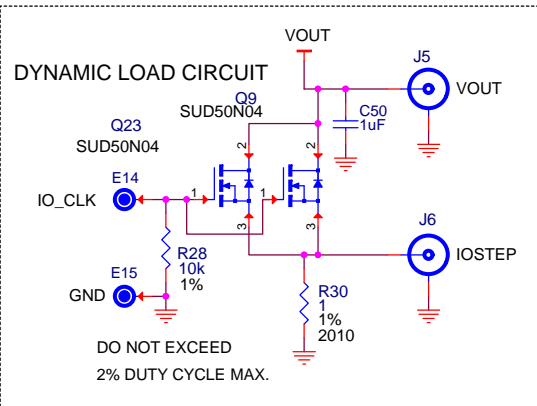 VOUT
J5
DYNAMIC LOAD CIRCUIT
VOUT
Q9
SUD50N04
C50
1uF
Q23
SUD50N04
2
2
E14
IO_CLK
1
1
3
3
J6
IOSTEP
R28
10k
1%
E15
GND
R30
1
1%
2010
DO NOT EXCEED
2% DUTY CYCLE MAX.